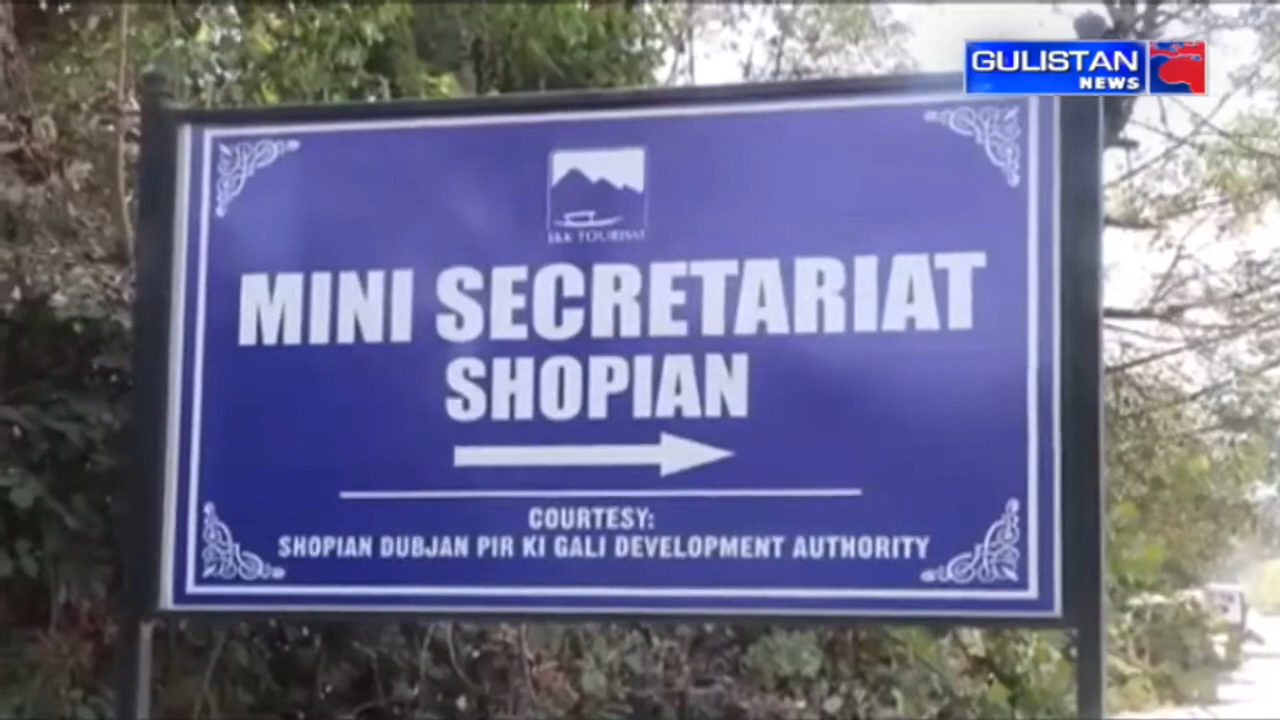 GULISTAN
NEWS
J&K TOURISM
MINI SECRETARIAT
SHOPIAN
COURTESY:
SHOPIAN DUBJAN PIR KI GALI DEVELOPMENT AUTHORITY